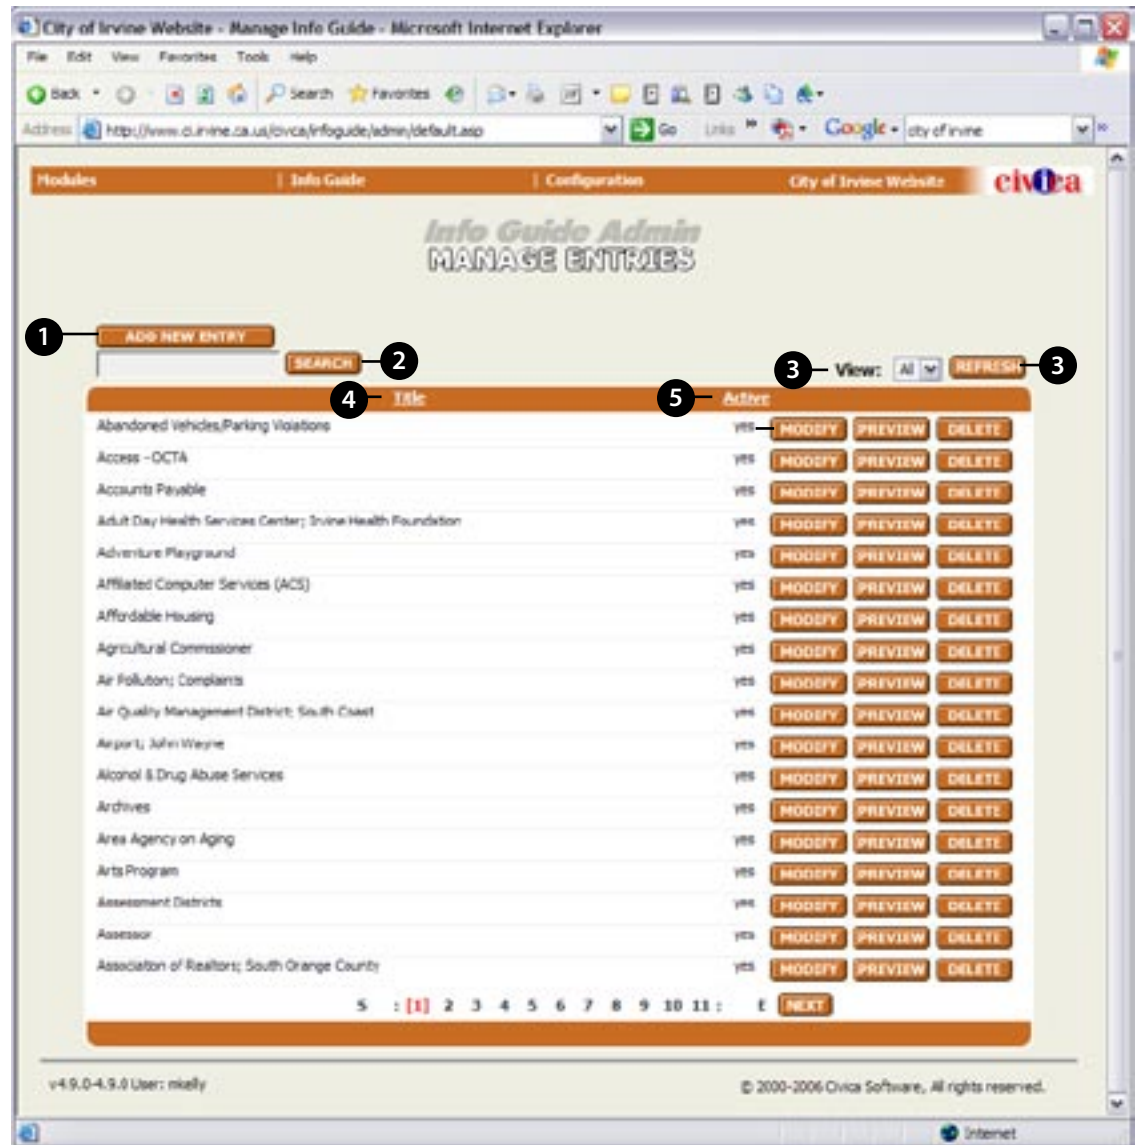 City of Irvine Website - Manage Info Guide - Microsoft Internet Explorer
File Edit View Favorites Tools Help
Back Search Favorites
Address http://www.ci.irvine.ca.us/civica/infoguide/admin/default.asp Go Links » Google city of irvine »
Modules | Info Guide | Configuration City of Irvine Website civica
Info Guide Admin
MANAGE ENTRIES
1 ADD NEW ENTRY
SEARCH 2 3 View: All REFRESH 3
4 Title 5 Active
Abandoned Vehicles/Parking Violations yes MODIFY PREVIEW DELETE
Access - OCTA yes MODIFY PREVIEW DELETE
Accounts Payable yes MODIFY PREVIEW DELETE
Adult Day Health Services Center; Irvine Health Foundation yes MODIFY PREVIEW DELETE
Adventure Playground yes MODIFY PREVIEW DELETE
Affiliated Computer Services (ACS) yes MODIFY PREVIEW DELETE
Affordable Housing yes MODIFY PREVIEW DELETE
Agricultural Commissioner yes MODIFY PREVIEW DELETE
Air Pollution; Complaints yes MODIFY PREVIEW DELETE
Air Quality Management District; South Coast yes MODIFY PREVIEW DELETE
Airport; John Wayne yes MODIFY PREVIEW DELETE
Alcohol & Drug Abuse Services yes MODIFY PREVIEW DELETE
Archives yes MODIFY PREVIEW DELETE
Area Agency on Aging yes MODIFY PREVIEW DELETE
Arts Program yes MODIFY PREVIEW DELETE
Assessment Districts yes MODIFY PREVIEW DELETE
Assessor yes MODIFY PREVIEW DELETE
Association of Realtors; South Orange County yes MODIFY PREVIEW DELETE
S : [1] 2 3 4 5 6 7 8 9 10 11 : E NEXT
v4.9.0-4.9.0 User: mkelly © 2000-2006 Civica Software, All rights reserved.
Internet